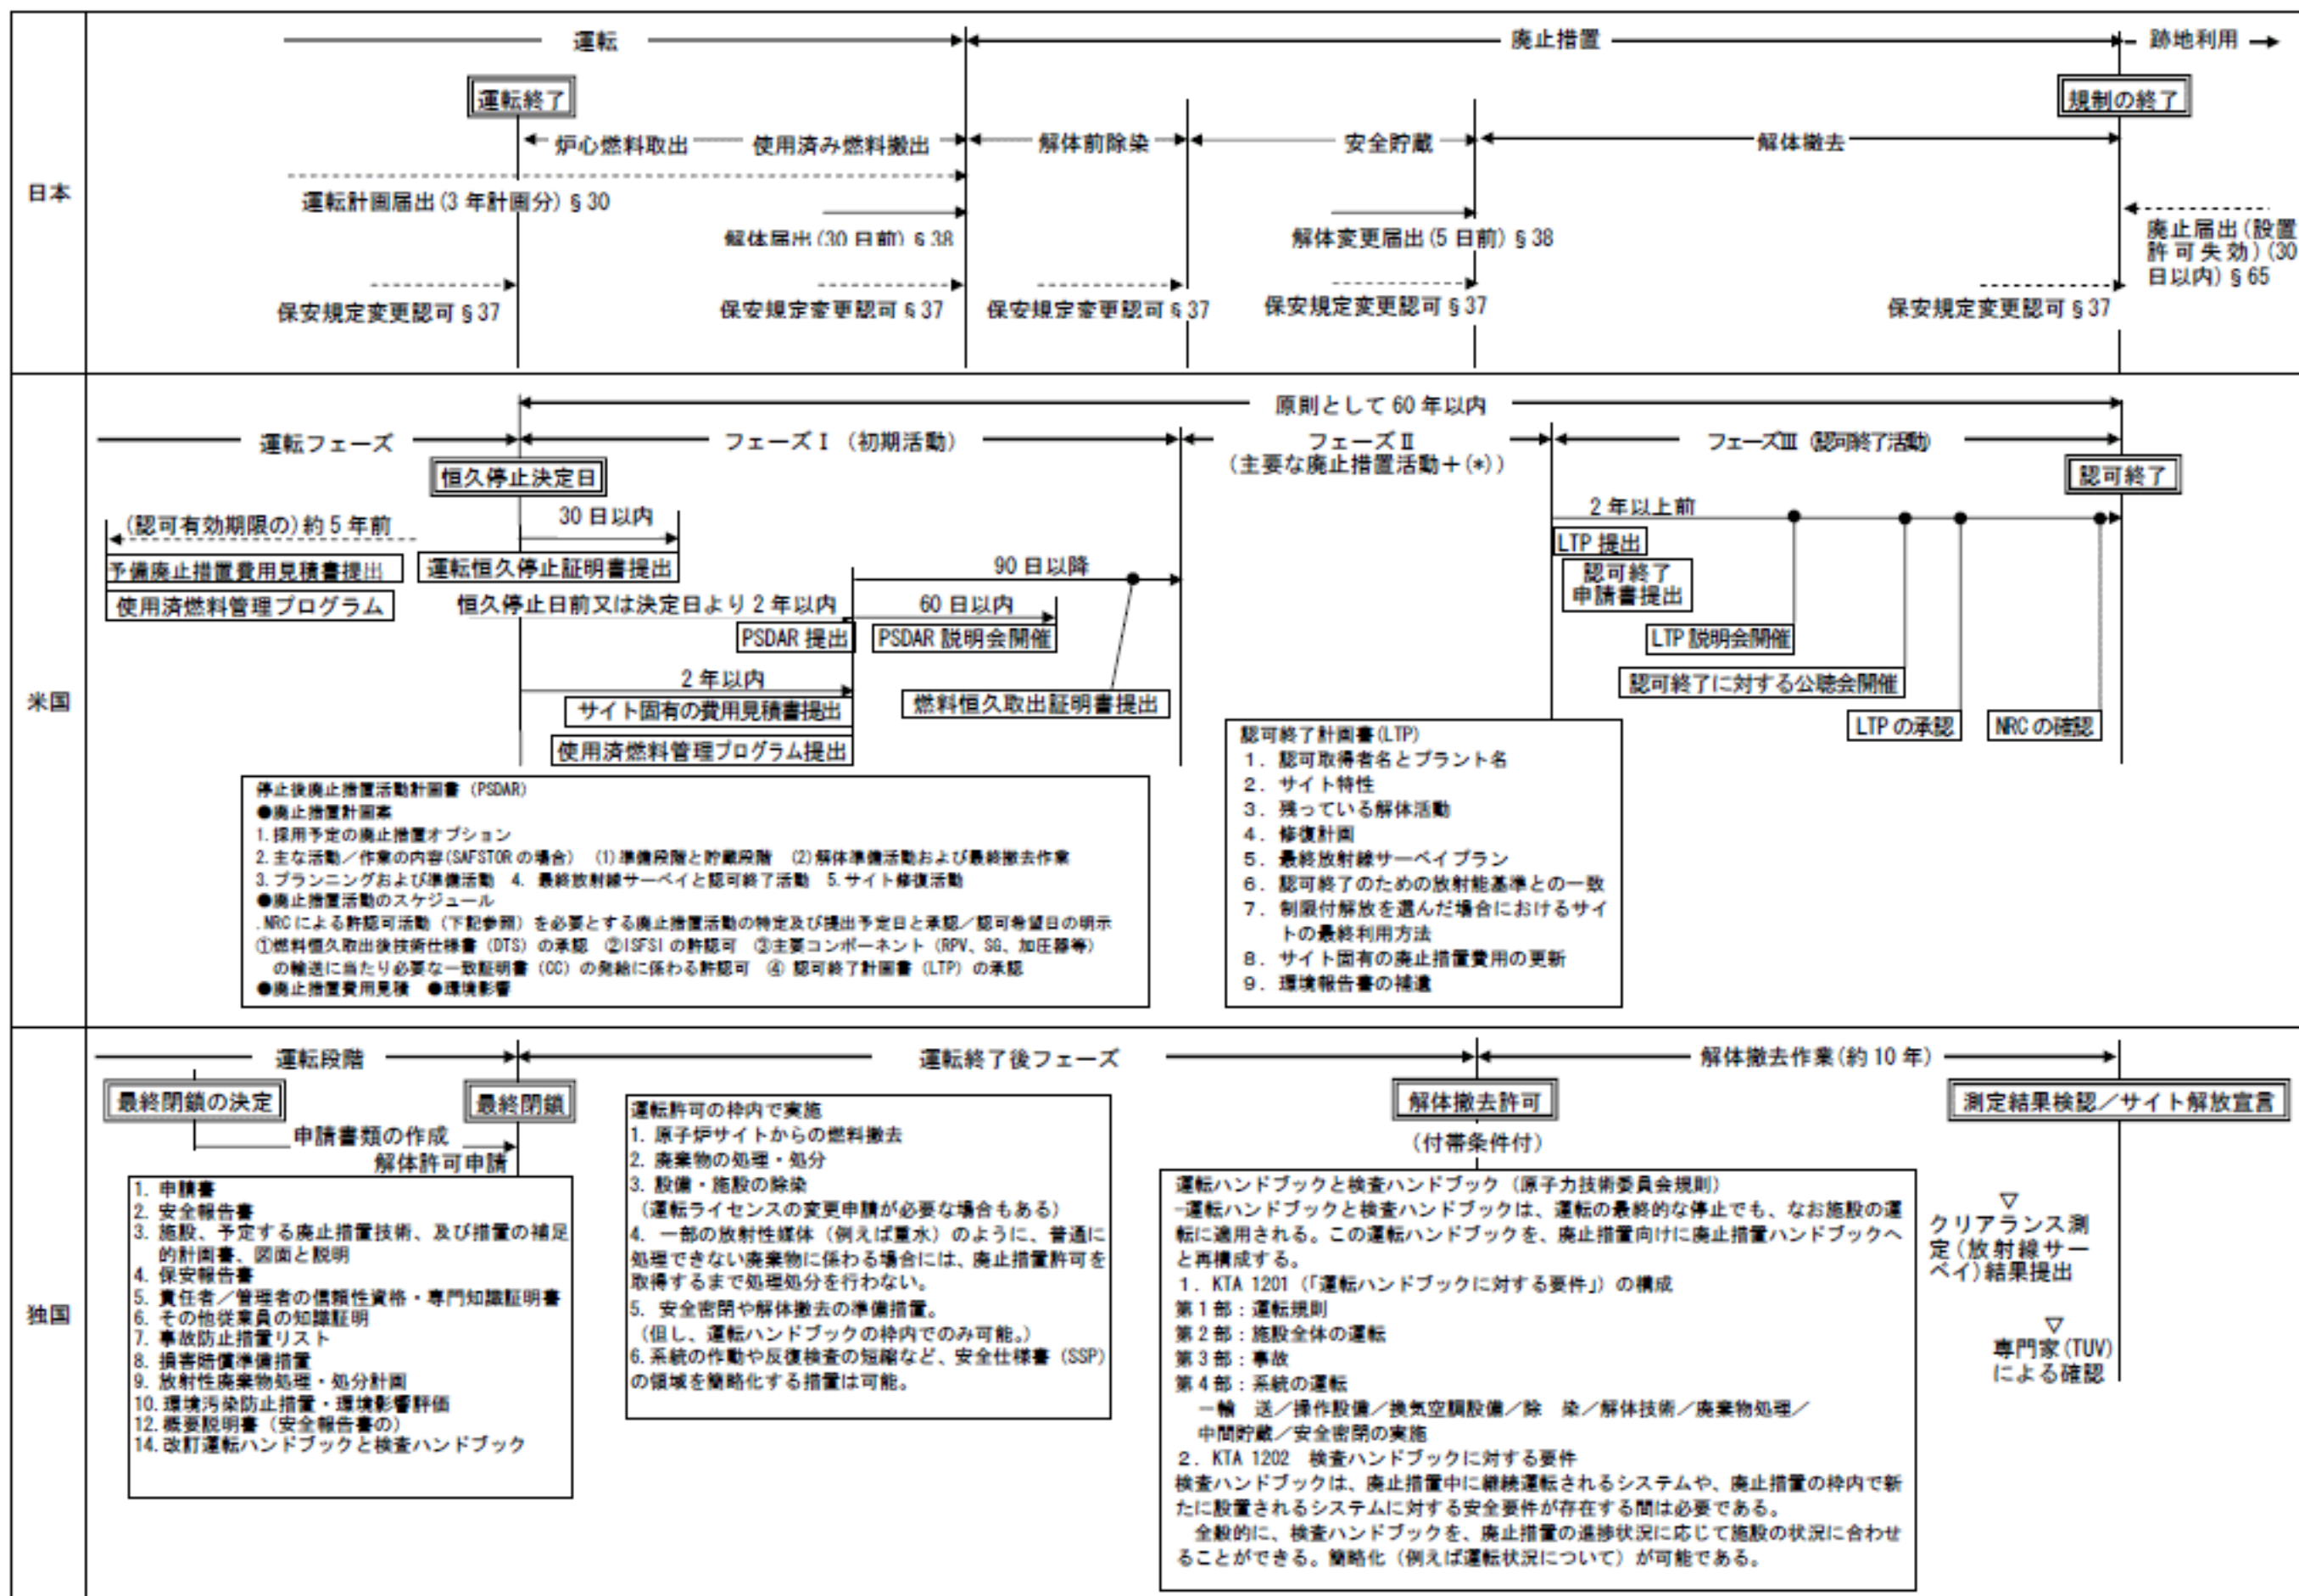 日本
運転
廃止措置
跡地利用
運転終了
規制の終了
炉心燃料取出
使用済み燃料搬出
解体前除染
安全貯蔵
解体撤去
運転計画届出(3 年計画分)§30
解体届出(30 日前)§38
解体変更届出(5 日前)§38
廃止届出(設置
許可失効)(30
日以内)§65
保安規定変更認可§37
保安規定変更認可§37
保安規定変更認可§37
保安規定変更認可§37
保安規定変更認可§37
米国
原則として 60 年以内
運転フェーズ
フェーズⅠ（初期活動）
フェーズⅡ
（主要な廃止措置活動＋(*)）
フェーズⅢ（認可終了活動）
恒久停止決定日
認可終了
(認可有効期限の)約 5 年前
予備廃止措置費用見積書提出
使用済燃料管理プログラム
30 日以内
運転恒久停止証明書提出
恒久停止日前又は決定日より 2 年以内
PSDAR 提出
90 日以降
60 日以内
PSDAR 説明会開催
2 年以内
サイト固有の費用見積書提出
使用済燃料管理プログラム提出
燃料恒久取出証明書提出
2 年以上前
LTP 提出
認可終了
申請書提出
LTP 説明会開催
認可終了に対する公聴会開催
LTP の承認
NRC の確認
停止後廃止措置活動計画書（PSDAR）
●廃止措置計画案
1.採用予定の廃止措置オプション
2.主な活動／作業の内容(SAFSTOR の場合) (1)準備段階と貯蔵段階 (2)解体準備活動および最終撤去作業
3.プランニングおよび準備活動 4. 最終放射線サーベイと認可終了活動 5.サイト修復活動
●廃止措置活動のスケジュール
.NRC による許認可活動（下記参照）を必要とする廃止措置活動の特定及び提出予定日と承認／認可希望日の明示
①燃料恒久取出後技術仕様書（DTS）の承認 ②ISFSI の許認可 ③主要コンポーネント（RPV、SG、加圧器等）
の輸送に当たり必要な一致証明書（CC）の発給に係わる許認可 ④ 認可終了計画書（LTP）の承認
●廃止措置費用見積 ●環境影響
認可終了計画書(LTP)
1．認可取得者名とプラント名
2．サイト特性
3．残っている解体活動
4．修復計画
5．最終放射線サーベイプラン
6．認可終了のための放射能基準との一致
7．制限付解放を選んだ場合におけるサイ
トの最終利用方法
8．サイト固有の廃止措置費用の更新
9．環境報告書の補遺
独国
運転段階
運転終了後フェーズ
解体撤去作業(約 10 年)
最終閉鎖の決定
最終閉鎖
解体撤去許可
測定結果検認／サイト解放宣言
申請書類の作成
解体許可申請
（付帯条件付）
1. 申請書
2. 安全報告書
3. 施設、予定する廃止措置技術、及び措置の補足
的計画書、図面と説明
4. 保安報告書
5. 責任者／管理者の信頼性資格・専門知識証明書
6. その他従業員の知識証明
7. 事故防止措置リスト
8. 損害賠償準備措置
9. 放射性廃棄物処理・処分計画
10.環境汚染防止措置・環境影響評価
12.概要説明書（安全報告書の）
14.改訂運転ハンドブックと検査ハンドブック
運転許可の枠内で実施
1. 原子炉サイトからの燃料撤去
2. 廃棄物の処理・処分
3. 設備・施設の除染
（運転ライセンスの変更申請が必要な場合もある）
4. 一部の放射性媒体（例えば重水）のように、普通に
処理できない廃棄物に係わる場合には、廃止措置許可を
取得するまで処理処分を行わない。
5. 安全密閉や解体撤去の準備措置。
（但し、運転ハンドブックの枠内でのみ可能。）
6.系統の作動や反復検査の短縮など、安全仕様書（SSP）
の領域を簡略化する措置は可能。
運転ハンドブックと検査ハンドブック（原子力技術委員会規則）
-運転ハンドブックと検査ハンドブックは、運転の最終的な停止でも、なお施設の運
転に適用される。この運転ハンドブックを、廃止措置向けに廃止措置ハンドブックへ
と再構成する。
1．KTA 1201（｢運転ハンドブックに対する要件｣）の構成
第1部：運転規則
第2部：施設全体の運転
第3部：事故
第4部：系統の運転
－輸 送／操作設備／換気空調設備／除 染／解体技術／廃棄物処理／
中間貯蔵／安全密閉の実施
2．KTA 1202 検査ハンドブックに対する要件
検査ハンドブックは、廃止措置中に継続運転されるシステムや、廃止措置の枠内で新
たに設置されるシステムに対する安全要件が存在する間は必要である。
全般的に、検査ハンドブックを、廃止措置の進捗状況に応じて施設の状況に合わせ
ることができる。簡略化（例えば運転状況について）が可能である。
▽
クリアランス測
定(放射線サー
ベイ)結果提出
▽
専門家(TUV)
による確認